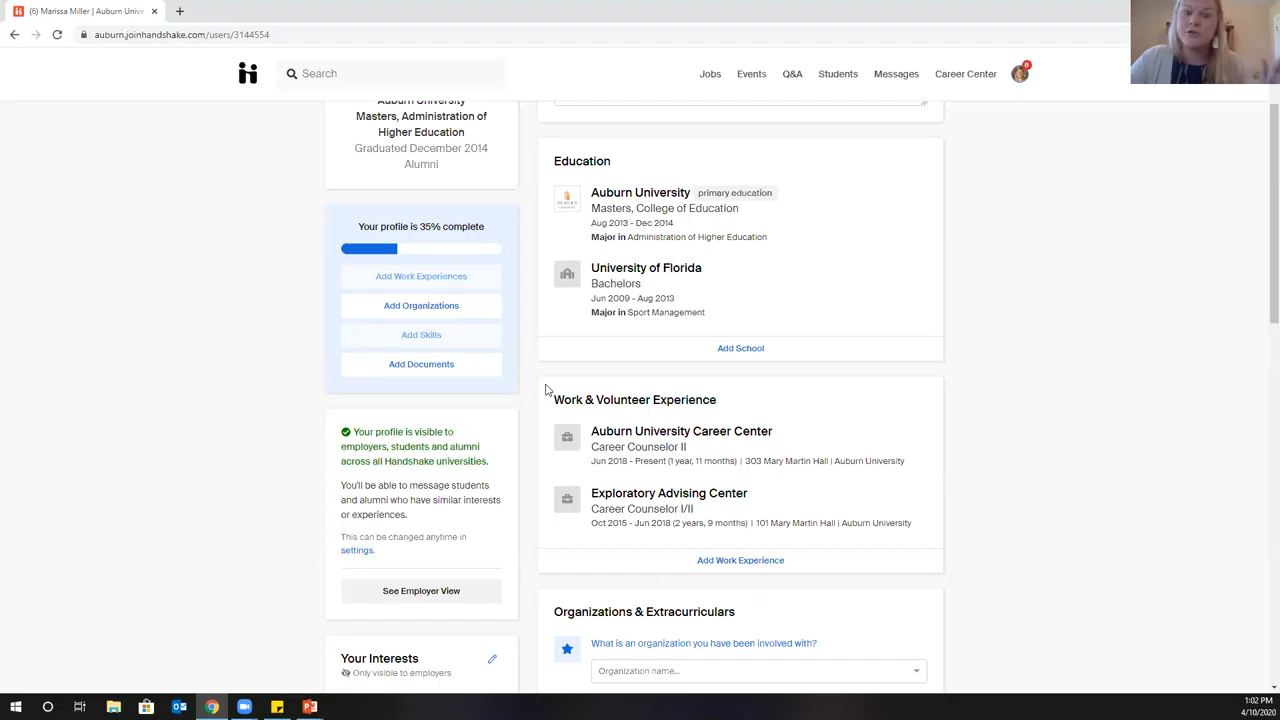 (6) Marissa Miller | Auburn Unive
auburn.joinhandshake.com/users/3144554
Search
Jobs
Events
Q&A
Students
Messages
Career Center
6
Auburn University
Masters, Administration of
Higher Education
Graduated December 2014
Alumni
Your profile is 35% complete
Add Work Experiences
Add Organizations
Add Skills
Add Documents
Your profile is visible to
employers, students and alumni
across all Handshake universities.
You'll be able to message students
and alumni who have similar interests
or experiences.
This can be changed anytime in
settings.
See Employer View
Your Interests
Only visible to employers
Education
Auburn University primary education
Masters, College of Education
Aug 2013 - Dec 2014
Major in Administration of Higher Education
University of Florida
Bachelors
Jun 2009 - Aug 2013
Major in Sport Management
Add School
Work & Volunteer Experience
Auburn University Career Center
Career Counselor II
Jun 2018 - Present (1 year, 11 months) | 303 Mary Martin Hall | Auburn University
Exploratory Advising Center
Career Counselor I/II
Oct 2015 - Jun 2018 (2 years, 9 months) | 101 Mary Martin Hall | Auburn University
Add Work Experience
Organizations & Extracurriculars
What is an organization you have been involved with?
Organization name...
1:02 PM
4/10/2020